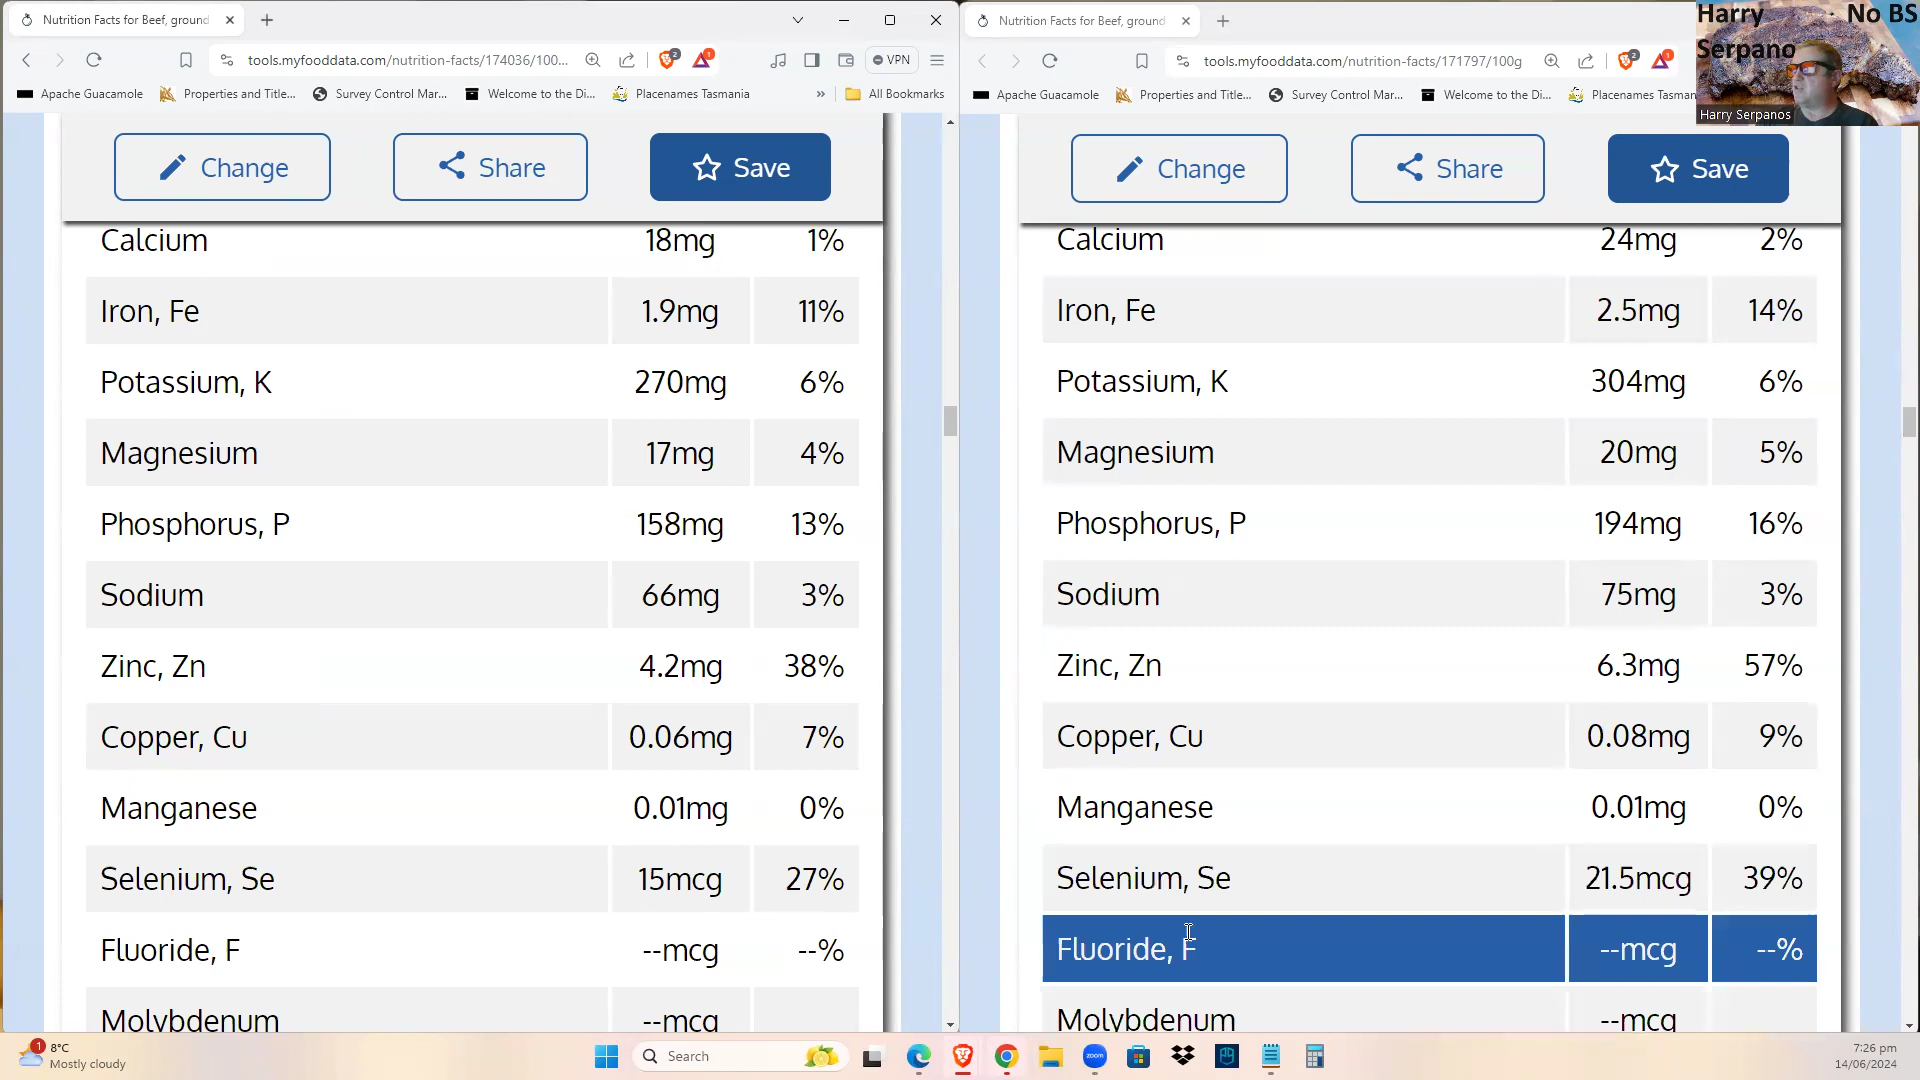 Nutrition Facts for Beef, ground
tools.myfooddata.com/nutrition-facts/174036/100...
2
1
VPN
Apache Guacamole
Properties and Title...
Survey Control Mar...
Welcome to the Di...
Placenames Tasmania
»
All Bookmarks
Change
Share
Save
Calcium 18mg 1%
Iron, Fe 1.9mg 11%
Potassium, K 270mg 6%
Magnesium 17mg 4%
Phosphorus, P 158mg 13%
Sodium 66mg 3%
Zinc, Zn 4.2mg 38%
Copper, Cu 0.06mg 7%
Manganese 0.01mg 0%
Selenium, Se 15mcg 27%
Fluoride, F --mcg --%
Molybdenum --mcg
Nutrition Facts for Beef, ground
tools.myfooddata.com/nutrition-facts/171797/100g
2
1
Apache Guacamole
Properties and Title...
Survey Control Mar...
Welcome to the Di...
Placenames Tasman
Harry Serpano
No BS
Harry Serpanos
Change
Share
Save
Calcium 24mg 2%
Iron, Fe 2.5mg 14%
Potassium, K 304mg 6%
Magnesium 20mg 5%
Phosphorus, P 194mg 16%
Sodium 75mg 3%
Zinc, Zn 6.3mg 57%
Copper, Cu 0.08mg 9%
Manganese 0.01mg 0%
Selenium, Se 21.5mcg 39%
Fluoride, F --mcg --%
Molybdenum --mcg
1
8°C
Mostly cloudy
Search
zoom
7:26 pm
14/06/2024